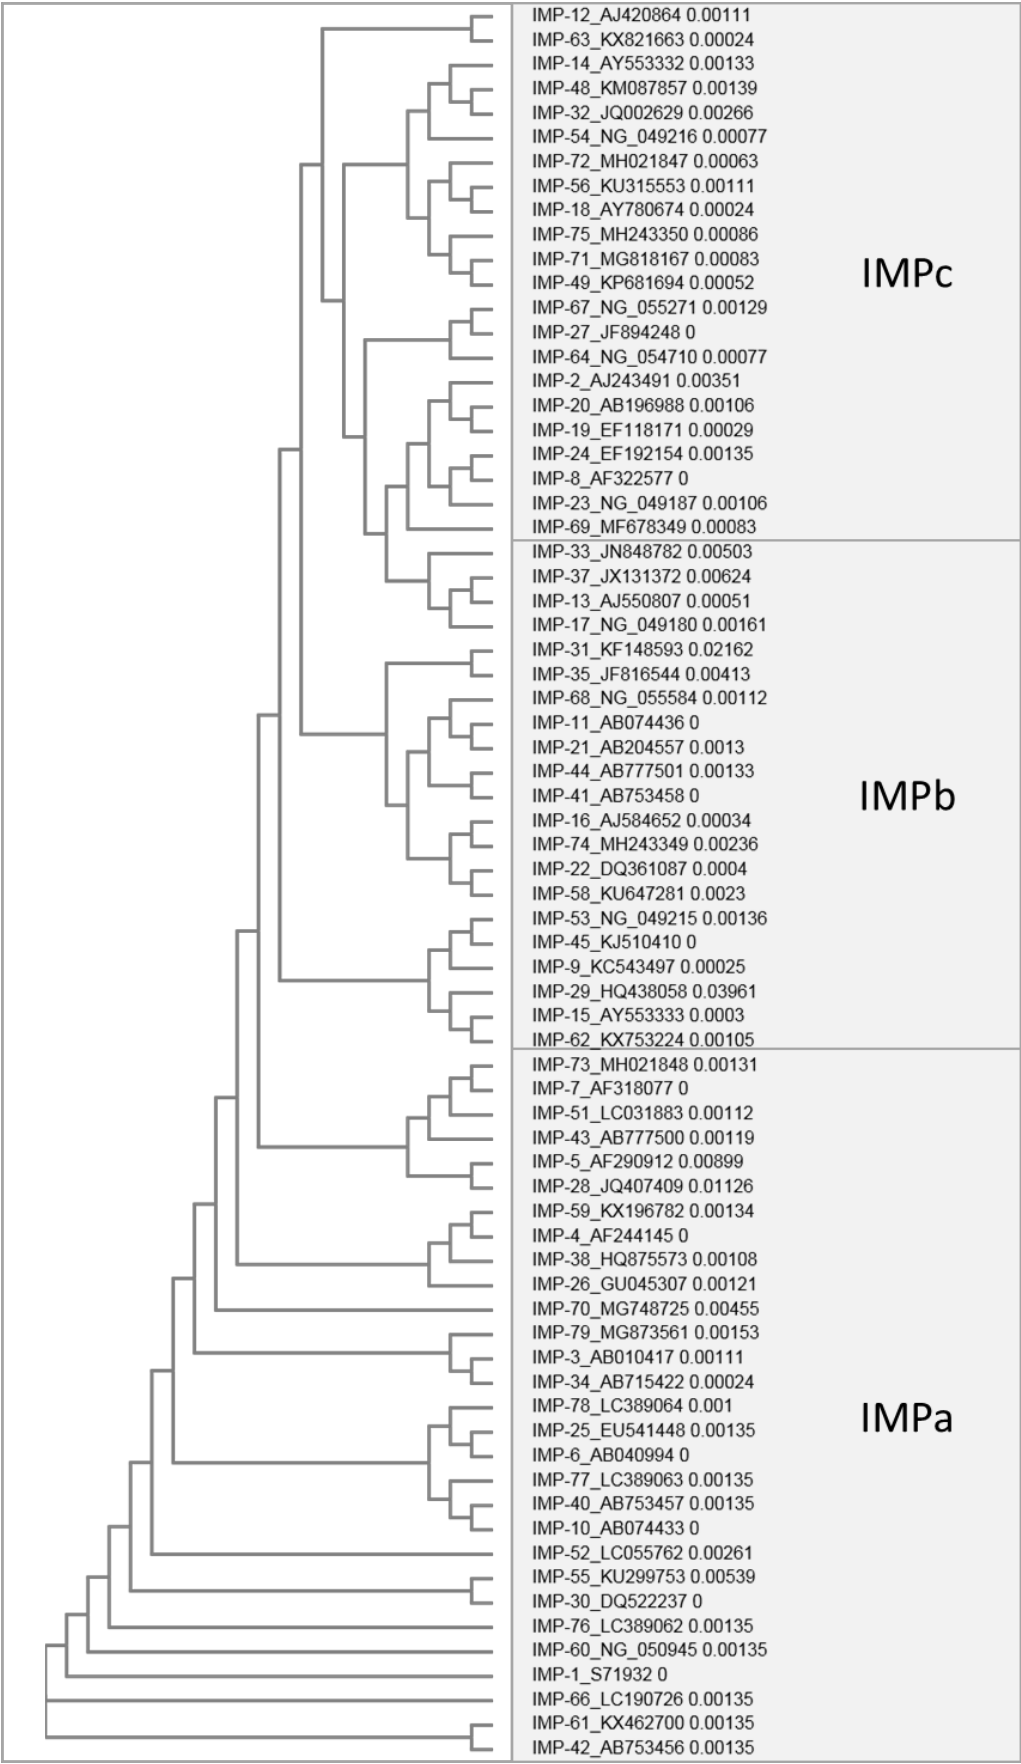 IMP-12_AJ420864 0.00111
IMP-63_KX821663 0.00024
IMP-14_AY553332 0.00133
IMP-48_KM087857 0.00139
IMP-32_JQ002629 0.00266
IMP-54_NG_049216 0.00077
IMP-72_MH021847 0.00063
IMP-56_KU315553 0.00111
IMP-18_AY780674 0.00024
IMP-75_MH243350 0.00086
IMP-71_MG818167 0.00083
IMP-49_KP681694 0.00052
IMP-67_NG_055271 0.00129
IMP-27_JF894248 0
IMP-64_NG_054710 0.00077
IMP-2_AJ243491 0.00351
IMP-20_AB196988 0.00106
IMP-19_EF118171 0.00029
IMP-24_EF192154 0.00135
IMP-8_AF322577 0
IMP-23_NG_049187 0.00106
IMP-69_MF678349 0.00083
IMPc
IMP-33_JN848782 0.00503
IMP-37_JX131372 0.00624
IMP-13_AJ550807 0.00051
IMP-17_NG_049180 0.00161
IMP-31_KF148593 0.02162
IMP-35_JF816544 0.00413
IMP-68_NG_055584 0.00112
IMP-11_AB074436 0
IMP-21_AB204557 0.0013
IMP-44_AB777501 0.00133
IMP-41_AB753458 0
IMP-16_AJ584652 0.00034
IMP-74_MH243349 0.00236
IMP-22_DQ361087 0.0004
IMP-58_KU647281 0.0023
IMP-53_NG_049215 0.00136
IMP-45_KJ510410 0
IMP-9_KC543497 0.00025
IMP-29_HQ438058 0.03961
IMP-15_AY553333 0.0003
IMP-62_KX753224 0.00105
IMPb
IMP-73_MH021848 0.00131
IMP-7_AF318077 0
IMP-51_LC031883 0.00112
IMP-43_AB777500 0.00119
IMP-5_AF290912 0.00899
IMP-28_JQ407409 0.01126
IMP-59_KX196782 0.00134
IMP-4_AF244145 0
IMP-38_HQ875573 0.00108
IMP-26_GU045307 0.00121
IMP-70_MG748725 0.00455
IMP-79_MG873561 0.00153
IMP-3_AB010417 0.00111
IMP-34_AB715422 0.00024
IMP-78_LC389064 0.001
IMP-25_EU541448 0.00135
IMP-6_AB040994 0
IMP-77_LC389063 0.00135
IMP-40_AB753457 0.00135
IMP-10_AB074433 0
IMP-52_LC055762 0.00261
IMP-55_KU299753 0.00539
IMP-30_DQ522237 0
IMP-76_LC389062 0.00135
IMP-60_NG_050945 0.00135
IMP-1_S71932 0
IMP-66_LC190726 0.00135
IMP-61_KX462700 0.00135
IMP-42_AB753456 0.00135
IMPa